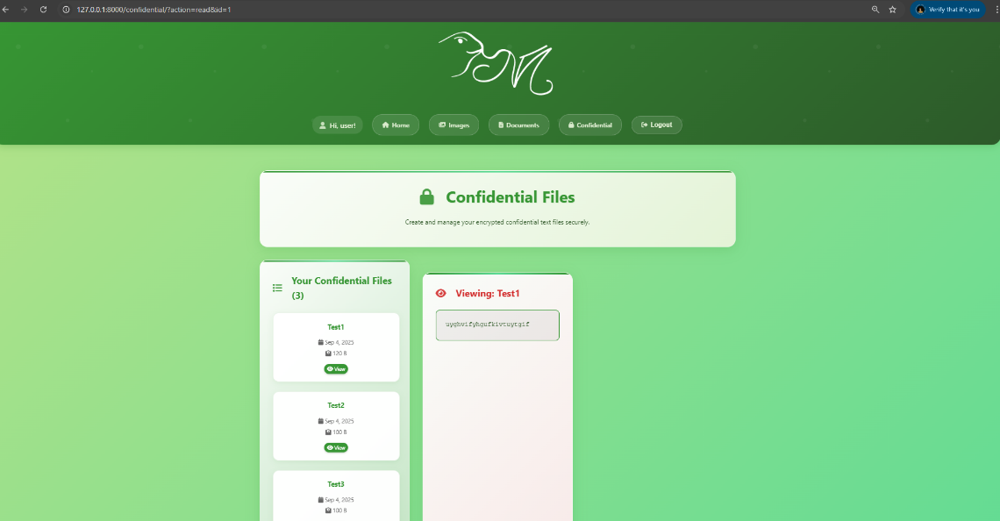 127.0.0.1:8000/confidential/?action=read&id=1
Verify that it's you
Hi, user!
Home
Images
Documents
Confidential
Logout
Confidential Files
Create and manage your encrypted confidential text files securely.
Your Confidential Files
(3)
Test1
Sep 4, 2025
120 B
View
Test2
Sep 4, 2025
100 B
View
Test3
Sep 4, 2025
100 B
Viewing: Test1
uyghvifyhgufkivtuytgif